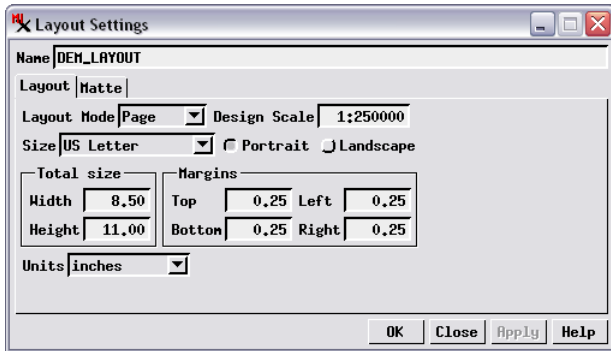 Layout Settings
Name DEM_LAYOUT
Layout Matte
Layout Mode Page Design Scale 1:250000
Size US Letter Portrait Landscape
Total size Margins
Width 8.50 Top 0.25 Left 0.25
Height 11.00 Bottom 0.25 Right 0.25
Units inches
OK Close Apply Help